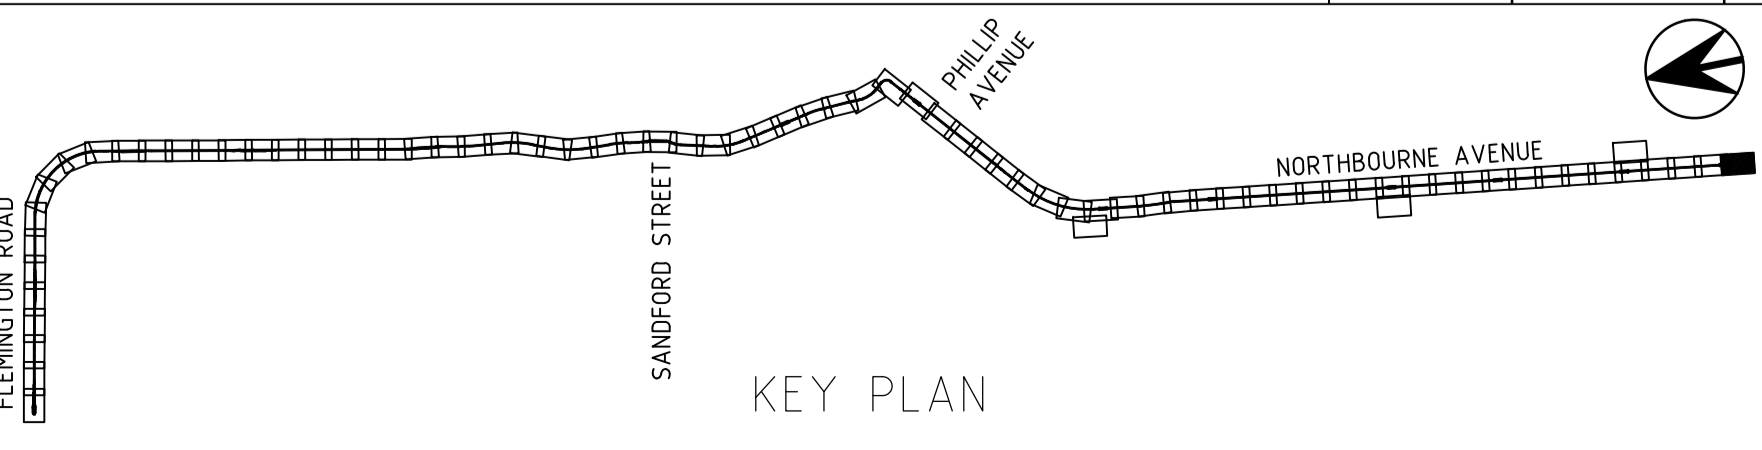 PHILLIP
AVENUE
NORTHBOURNE AVENUE
FLEMINGTON ROAD
SANDFORD STREET
KEY PLAN